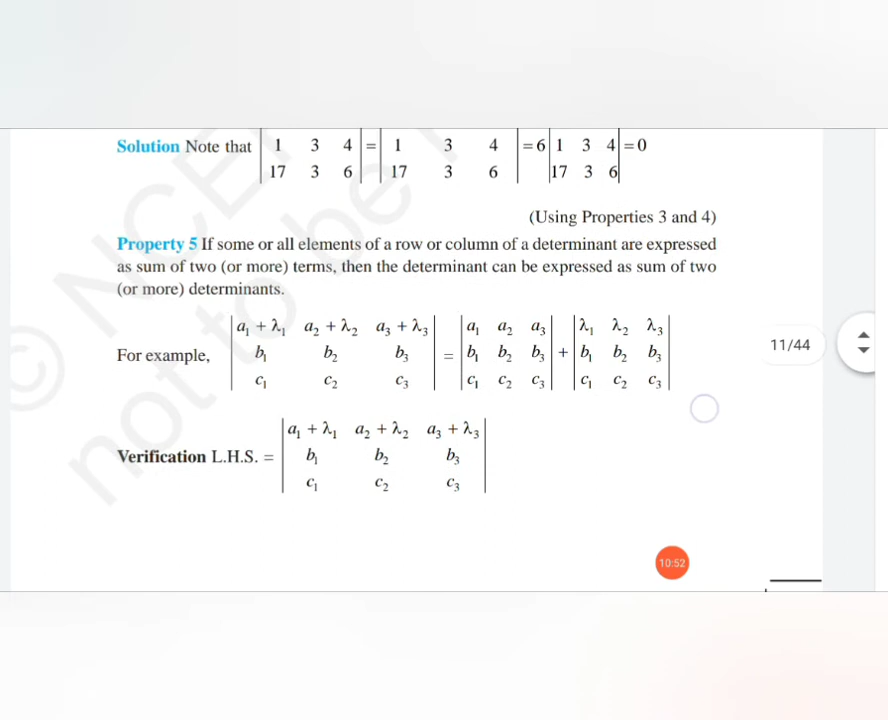 Solution Note that | 1 3 4 | = | 1 3 4 | = 6 | 1 3 4 | = 0
| 17 3 6 | | 17 3 6 | | 17 3 6 |
(Using Properties 3 and 4)
Property 5 If some or all elements of a row or column of a determinant are expressed
as sum of two (or more) terms, then the determinant can be expressed as sum of two
(or more) determinants.
| a₁ + λ₁ a₂ + λ₂ a₃ + λ₃ | | a₁ a₂ a₃ | | λ₁ λ₂ λ₃ |
For example, | b₁ b₂ b₃ | = | b₁ b₂ b₃ | + | b₁ b₂ b₃ |
| c₁ c₂ c₃ | | c₁ c₂ c₃ | | c₁ c₂ c₃ |
11/44
| a₁ + λ₁ a₂ + λ₂ a₃ + λ₃ |
Verification L.H.S. = | b₁ b₂ b₃ |
| c₁ c₂ c₃ |
10:52
not to be